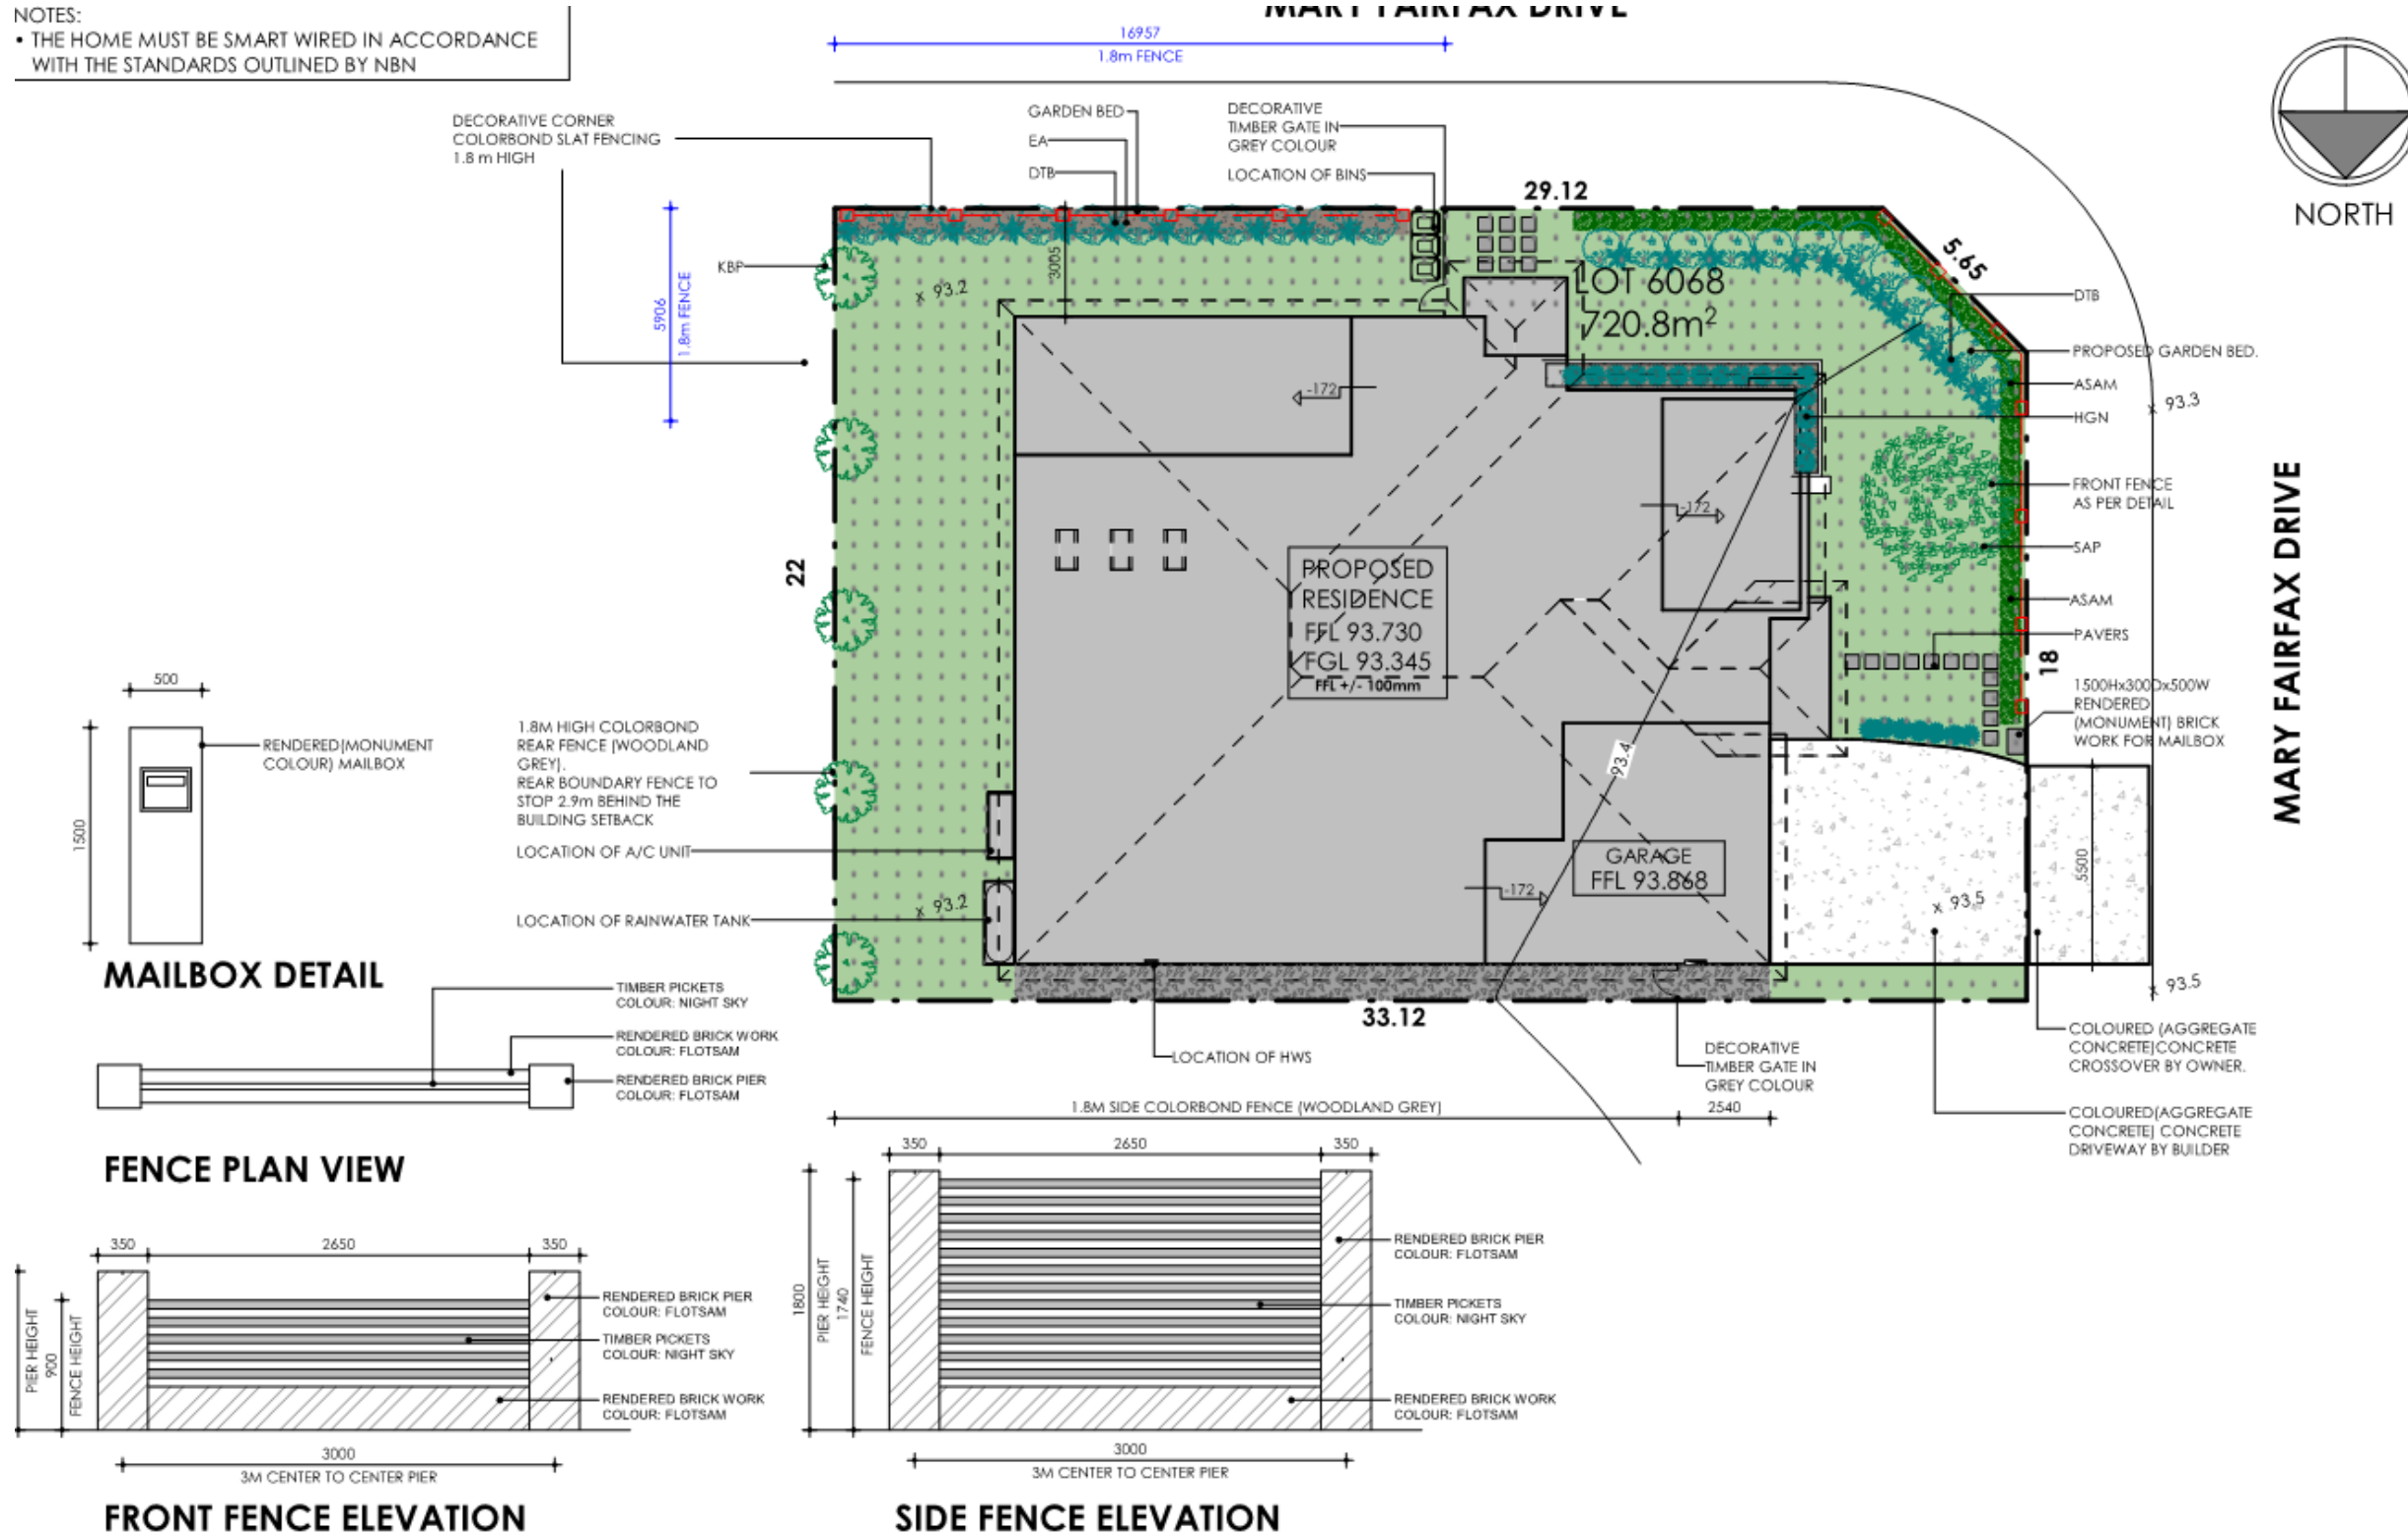 NOTES:
• THE HOME MUST BE SMART WIRED IN ACCORDANCE
WITH THE STANDARDS OUTLINED BY NBN
MARY FAIRFAX DRIVE
16957
1.8m FENCE
NORTH
DECORATIVE CORNER
COLORBOND SLAT FENCING
1.8 m HIGH
GARDEN BED
EA
DTB
DECORATIVE
TIMBER GATE IN
GREY COLOUR
LOCATION OF BINS
29.12
5.65
KBP
5906
1.8m FENCE
3005
x 93.2
LOT 6068
720.8m²
DTB
PROPOSED GARDEN BED.
ASAM
x 93.3
HGN
-172
-172
FRONT FENCE
AS PER DETAIL
SAP
ASAM
PAVERS
18
MARY FAIRFAX DRIVE
22
PROPOSED
RESIDENCE
FFL 93.730
FGL 93.345
FFL +/- 100mm
1500Hx300Dx500W
RENDERED
(MONUMENT) BRICK
WORK FOR MAILBOX
500
1500
RENDERED(MONUMENT
COLOUR) MAILBOX
MAILBOX DETAIL
1.8M HIGH COLORBOND
REAR FENCE (WOODLAND
GREY).
REAR BOUNDARY FENCE TO
STOP 2.9m BEHIND THE
BUILDING SETBACK
LOCATION OF A/C UNIT
LOCATION OF RAINWATER TANK
x 93.2
93.4
GARAGE
FFL 93.868
-172
5500
x 93.5
x 93.5
33.12
LOCATION OF HWS
DECORATIVE
TIMBER GATE IN
GREY COLOUR
COLOURED (AGGREGATE
CONCRETE)CONCRETE
CROSSOVER BY OWNER.
COLOURED(AGGREGATE
CONCRETE) CONCRETE
DRIVEWAY BY BUILDER
1.8M SIDE COLORBOND FENCE (WOODLAND GREY)
2540
TIMBER PICKETS
COLOUR: NIGHT SKY
RENDERED BRICK WORK
COLOUR: FLOTSAM
RENDERED BRICK PIER
COLOUR: FLOTSAM
FENCE PLAN VIEW
350
2650
350
PIER HEIGHT
900
FENCE HEIGHT
RENDERED BRICK PIER
COLOUR: FLOTSAM
TIMBER PICKETS
COLOUR: NIGHT SKY
RENDERED BRICK WORK
COLOUR: FLOTSAM
3000
3M CENTER TO CENTER PIER
FRONT FENCE ELEVATION
350
2650
350
1800
PIER HEIGHT
1740
FENCE HEIGHT
RENDERED BRICK PIER
COLOUR: FLOTSAM
TIMBER PICKETS
COLOUR: NIGHT SKY
RENDERED BRICK WORK
COLOUR: FLOTSAM
3000
3M CENTER TO CENTER PIER
SIDE FENCE ELEVATION